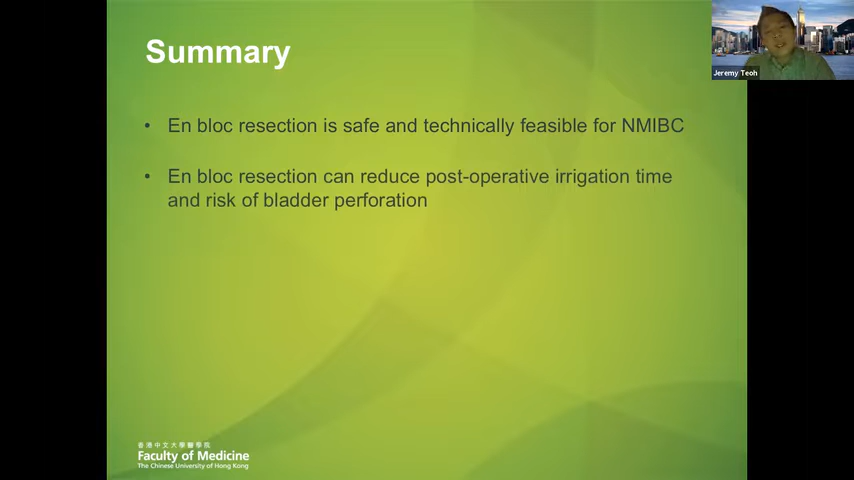 Summary
• En bloc resection is safe and technically feasible for NMIBC
• En bloc resection can reduce post-operative irrigation time
and risk of bladder perforation
香港中文大學醫學院
Faculty of Medicine
The Chinese University of Hong Kong
Jeremy Teoh